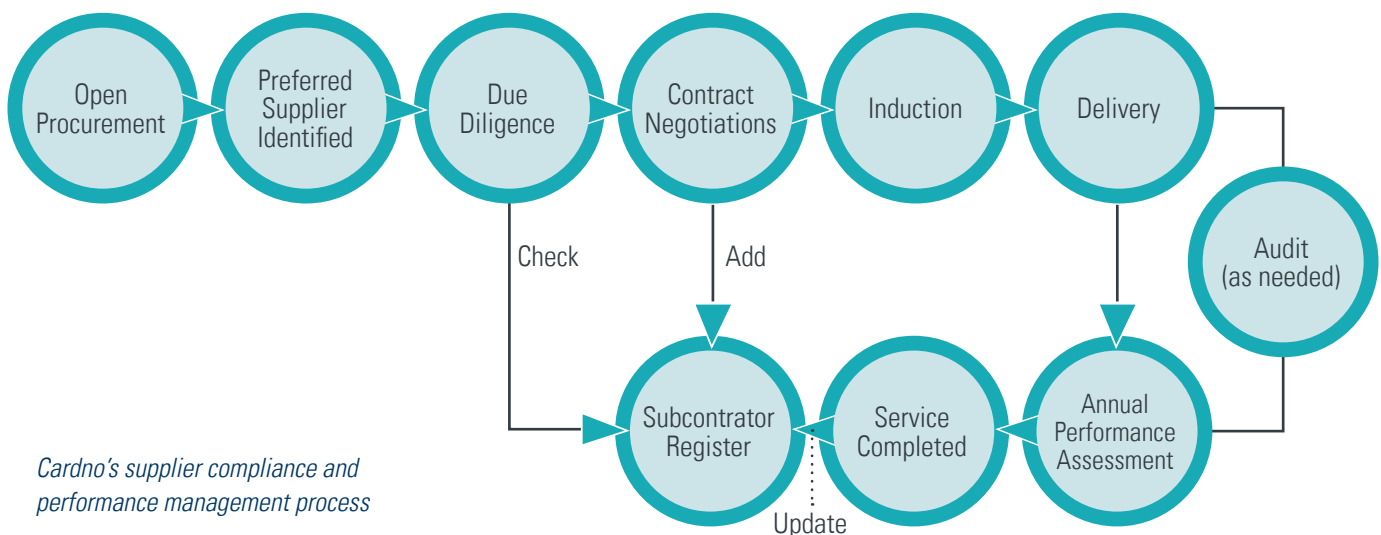 Open
Procurement
Preferred
Supplier
Identified
Due
Diligence
Contract
Negotiations
Induction
Delivery
Audit
(as needed)
Check
Add
Subcontrator
Register
Service
Completed
Annual
Performance
Assessment
Update
Cardno's supplier compliance and
performance management process